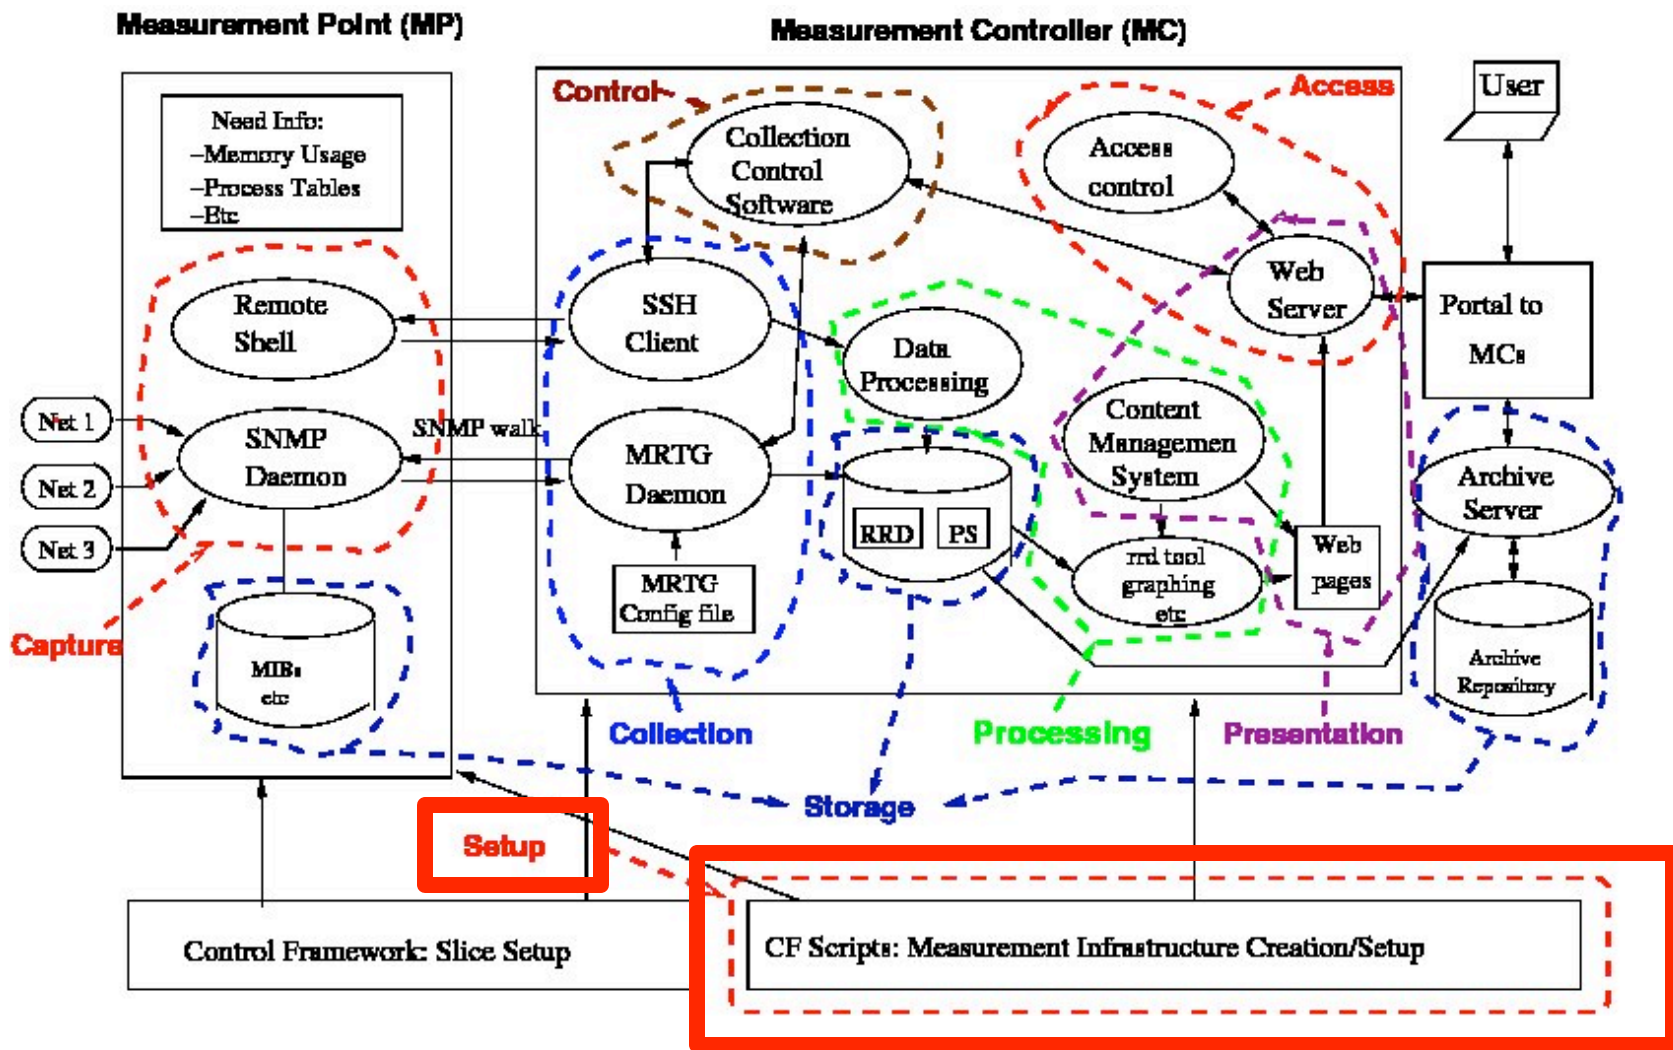 Measurement Point (MP)
Measurement Controller (MC)
Need Info:
–Memory Usage
–Process Tables
–Etc
Remote
Shell
SNMP
Daemon
Net 1
Net 2
Net 3
SNMP walk
Capture
MIBs
etc
Control
Collection
Control
Software
SSH
Client
MRTG
Daemon
MRTG
Config file
Collection
Data
Processing
RRD
PS
Content
Managemen
System
rrd tool
graphing
etc
Processing
Access
Access
control
Web
Server
Web
pages
Presentation
User
Portal to
MCs
Archive
Server
Archive
Repository
Storage
Setup
Control Framework: Slice Setup
CF Scripts: Measurement Infrastructure Creation/Setup